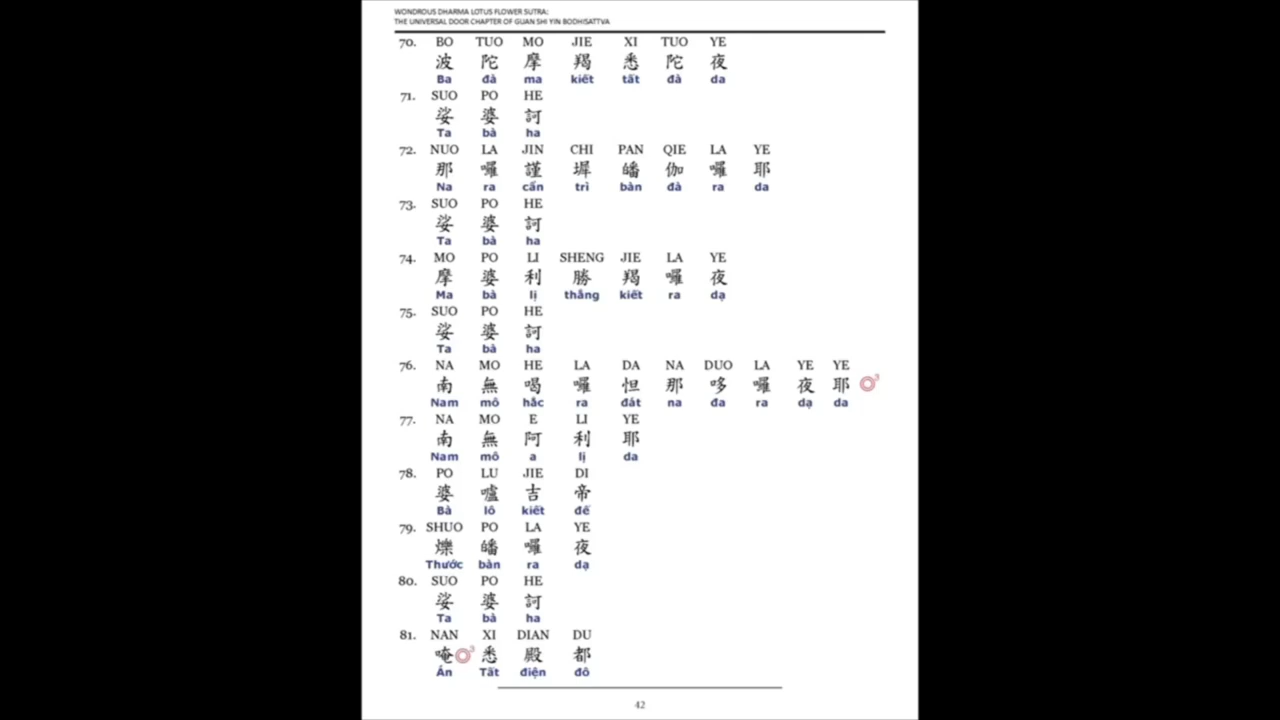 WONDROUS DHARMA LOTUS FLOWER SUTRA:
THE UNIVERSAL DOOR CHAPTER OF GUAN SHI YIN BODHISATTVA
70. BO TUO MO JIE XI TUO YE
波 陀 摩 羯 悉 陀 夜
Ba đà ma kiết tất đà da
71. SUO PO HE
娑 婆 訶
Ta bà ha
72. NUO LA JIN CHI PAN QIE LA YE
那 囉 謹 墀 皤 伽 囉 耶
Na ra cẩn trì bàn đà ra da
73. SUO PO HE
娑 婆 訶
Ta bà ha
74. MO PO LI SHENG JIE LA YE
摩 婆 利 勝 羯 囉 夜
Ma bà lị thắng kiết ra dạ
75. SUO PO HE
娑 婆 訶
Ta bà ha
76. NA MO HE LA DA NA DUO LA YE YE
南 無 喝 囉 怛 那 哆 囉 夜 耶
Nam mô hắc ra đát na đa ra dạ da
77. NA MO E LI YE
南 無 阿 利 耶
Nam mô a lị da
78. PO LU JIE DI
婆 嚧 吉 帝
Bà lô kiết đế
79. SHUO PO LA YE
爍 皤 囉 夜
Thước bàn ra dạ
80. SUO PO HE
娑 婆 訶
Ta bà ha
81. NAN XI DIAN DU
唵 悉 殿 都
Án Tất điện đô
42